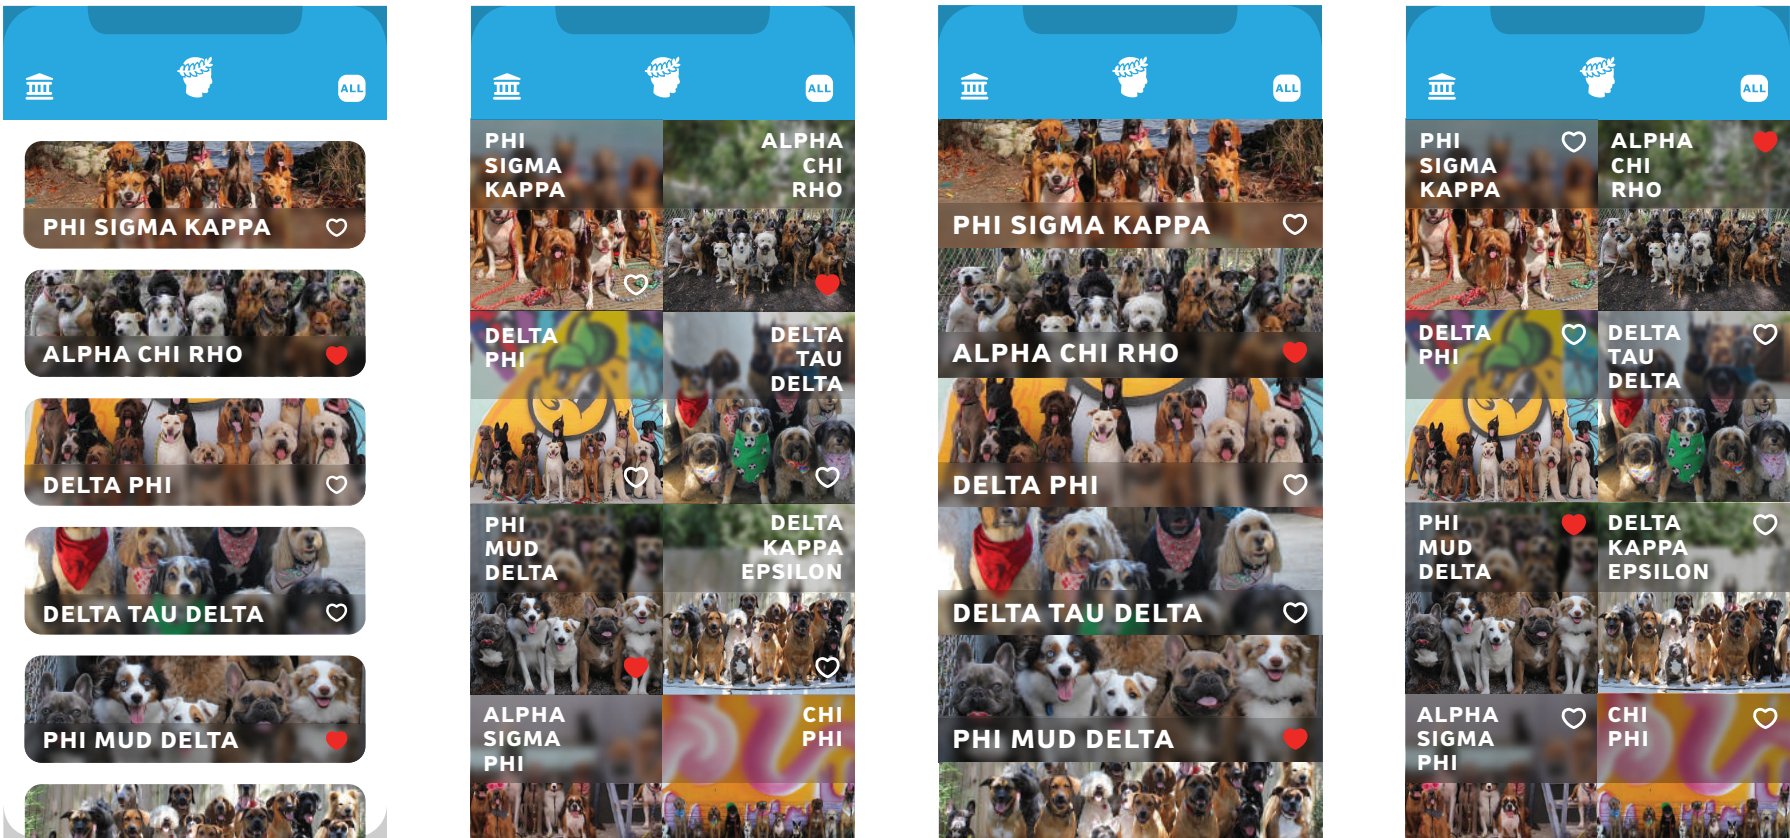 ALL
PHI SIGMA KAPPA
ALPHA CHI RHO
DELTA PHI
DELTA TAU DELTA
PHI MUD DELTA
ALL
PHI
SIGMA
KAPPA
ALPHA
CHI
RHO
DELTA
PHI
DELTA
TAU
DELTA
PHI
MUD
DELTA
DELTA
KAPPA
EPSILON
ALPHA
SIGMA
PHI
CHI
PHI
ALL
PHI SIGMA KAPPA
ALPHA CHI RHO
DELTA PHI
DELTA TAU DELTA
PHI MUD DELTA
ALL
PHI
SIGMA
KAPPA
ALPHA
CHI
RHO
DELTA
PHI
DELTA
TAU
DELTA
PHI
MUD
DELTA
DELTA
KAPPA
EPSILON
ALPHA
SIGMA
PHI
CHI
PHI